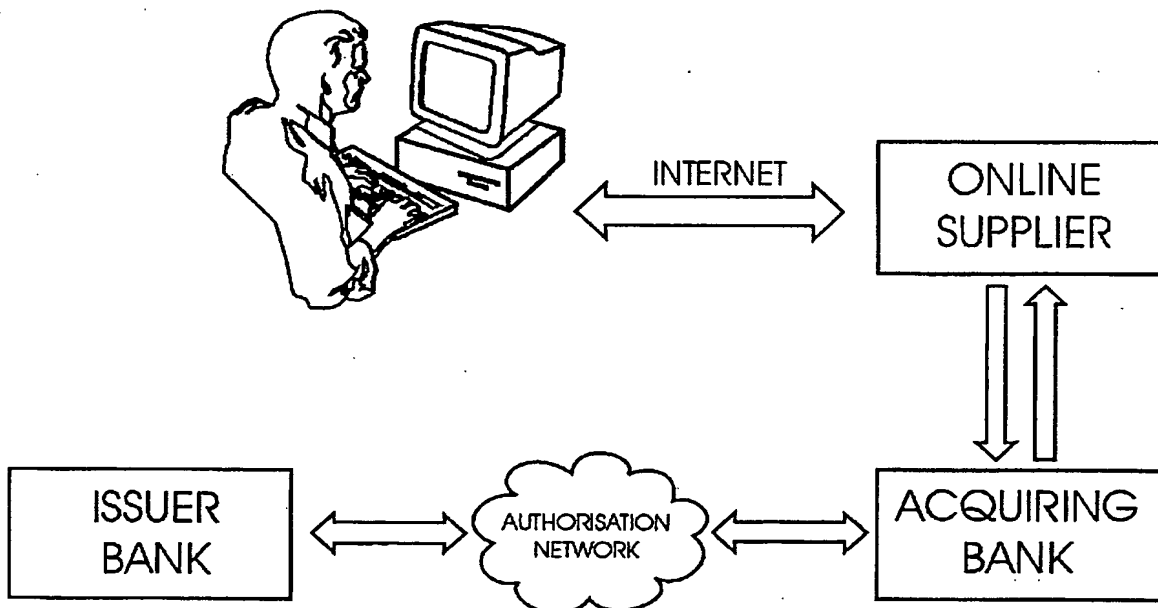 INTERNET
ONLINE
SUPPLIER
ISSUER
BANK
AUTHORISATION
NETWORK
ACQUIRING
BANK